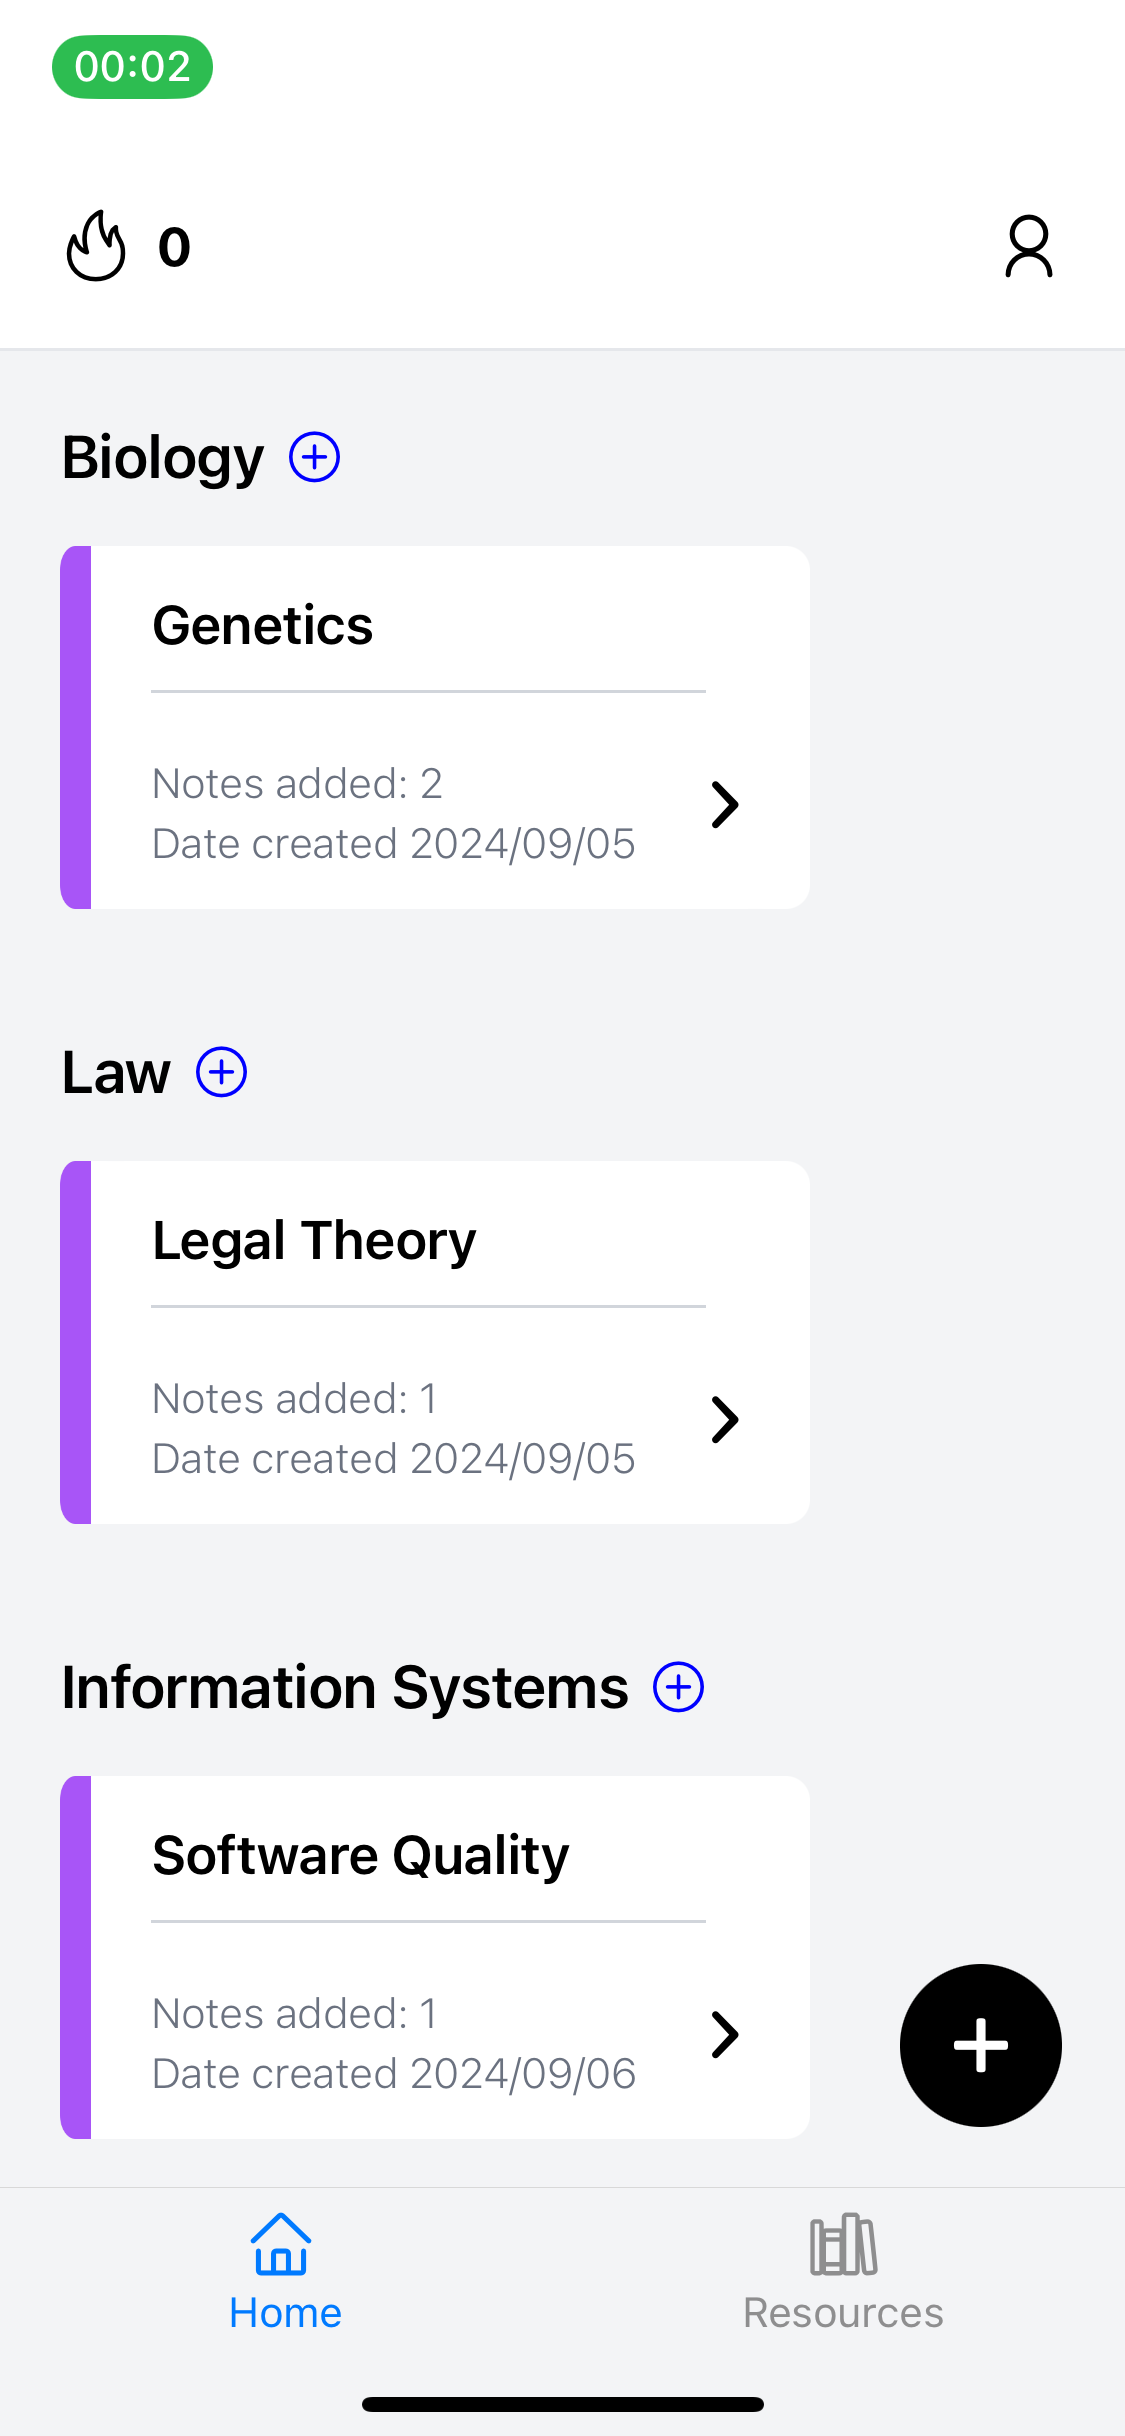 00:02
0
Biology
Genetics
Notes added: 2
Date created 2024/09/05
Law
Legal Theory
Notes added: 1
Date created 2024/09/05
Information Systems
Software Quality
Notes added: 1
Date created 2024/09/06
Home
Resources